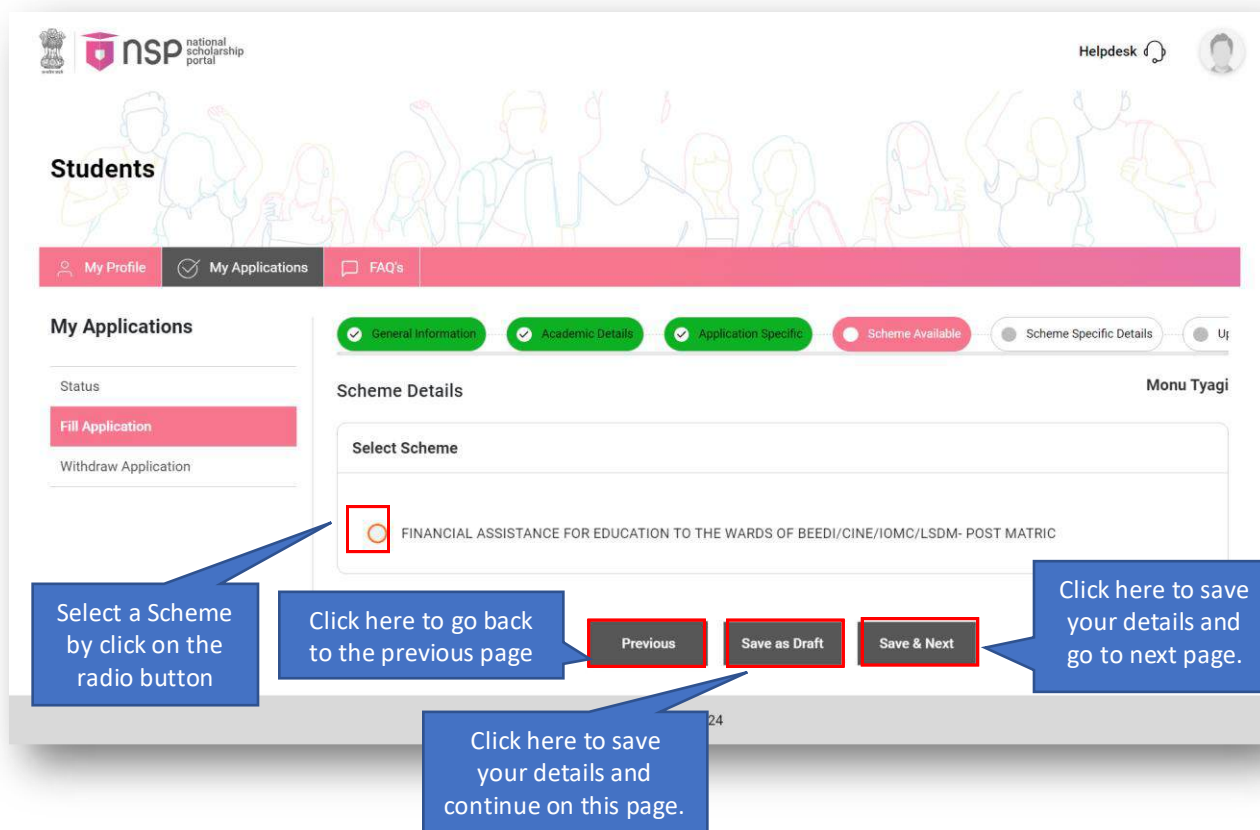 nsp national
scholarship
portal
Helpdesk
Students
My Profile
My Applications
FAQ's
My Applications
Status
Fill Application
Withdraw Application
General Information
Academic Details
Application Specific
Scheme Available
Scheme Specific Details
Scheme Details
Monu Tyagi
Select Scheme
FINANCIAL ASSISTANCE FOR EDUCATION TO THE WARDS OF BEEDI/CINE/IOMC/LSDM- POST MATRIC
Select a Scheme
by click on the
radio button
Click here to go back
to the previous page
Previous
Save as Draft
Save & Next
Click here to save
your details and
go to next page.
24
Click here to save
your details and
continue on this page.